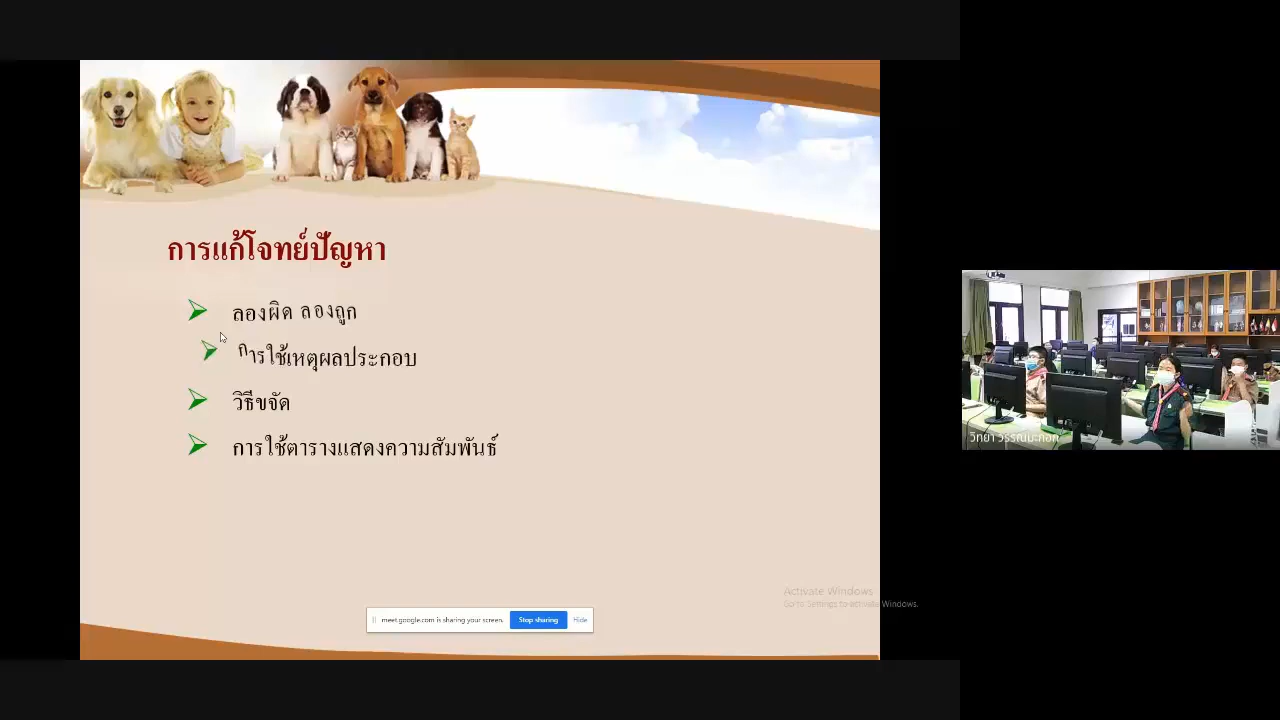 การแก้โจทย์ปัญหา
ลองผิด ลองถูก
การใช้เหตุผลประกอบ
วิธีขจัด
การใช้ตารางแสดงความสัมพันธ์
วิทยา วรรณมะกอก
Activate Windows
Go to Settings to activate Windows.
meet.google.com is sharing your screen. Stop sharing Hide